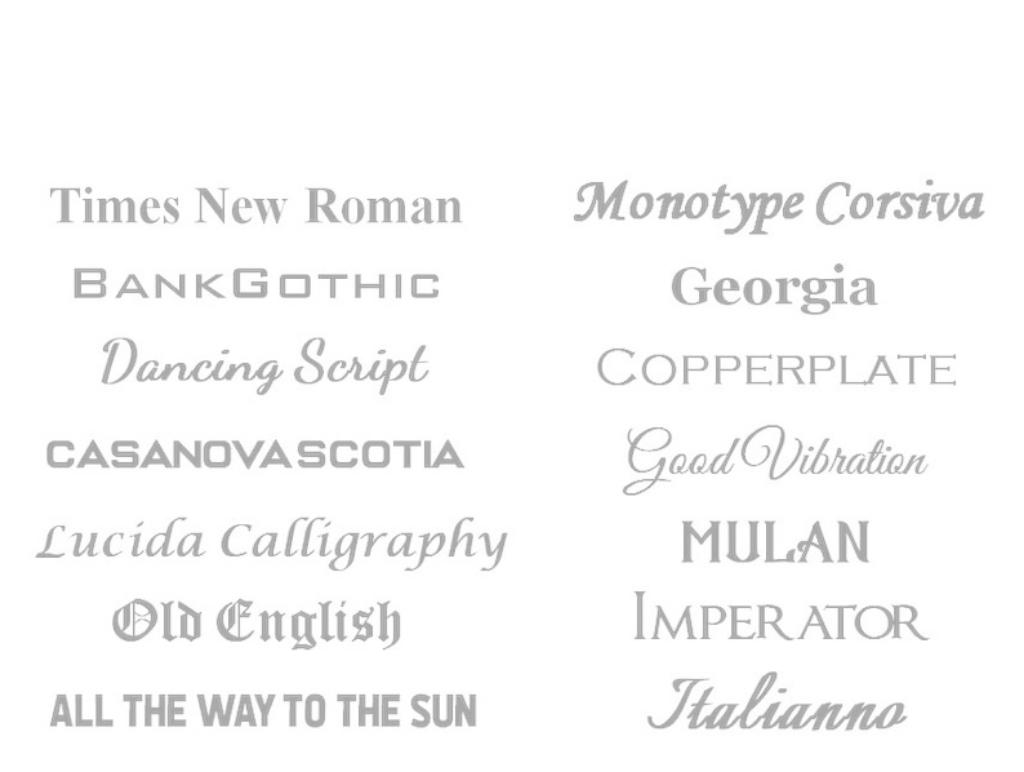 Times New Roman
BANKGOTHIC
Dancing Script
CASANOVASCOTIA
Lucida Calligraphy
Old English
ALL THE WAY TO THE SUN
Monotype Corsiva
Georgia
COPPERPLATE
Good Vibration
MULAN
IMPERATOR
Italianno